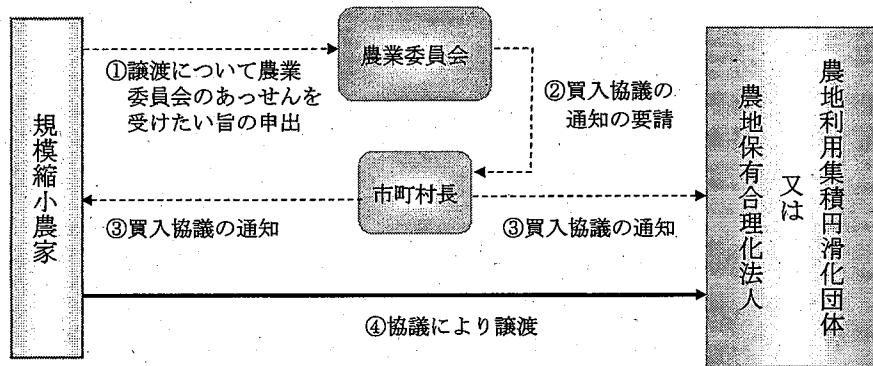 規模縮小農家
①譲渡について農業
委員会のあっせんを
受けたい旨の申出
農業委員会
②買入協議の
通知の要請
市町村長
③買入協議の通知
③買入協議の通知
④協議により譲渡
農地利用集積円滑化団体
又は
農地保有合理化法人